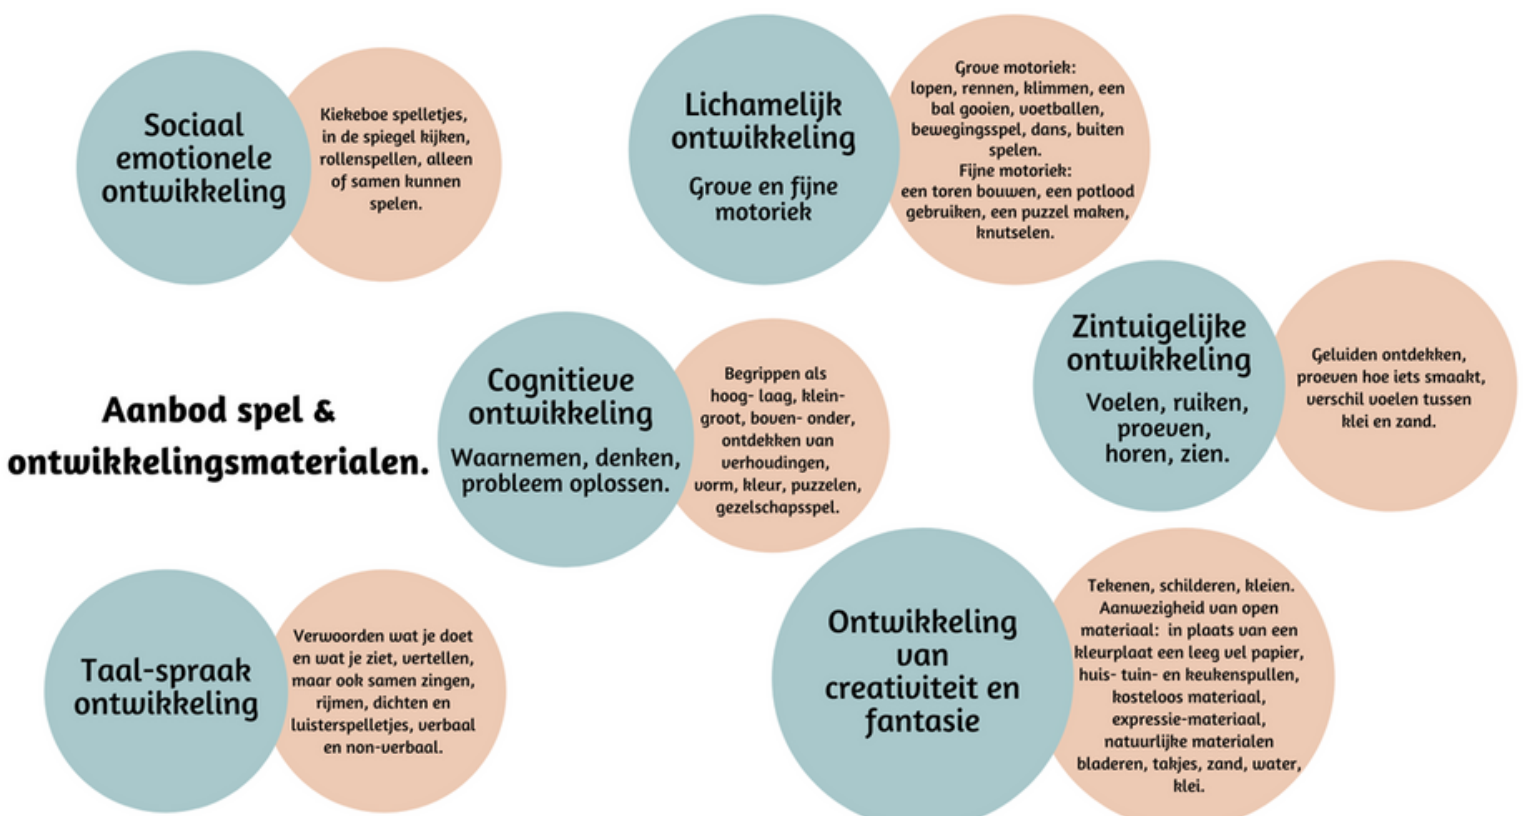 Sociaal
emotionele
ontwikkeling
Kiekeboe spelletjes,
in de spiegel kijken,
rollenspellen, alleen
of samen kunnen
spelen.
Lichamelijk
ontwikkeling
Grove en fijne
motoriek
Grove motoriek:
lopen, rennen, klimmen, een
bal gooien, voetballen,
bewegingsspel, dans, buiten
spelen.
Fijne motoriek:
een toren bouwen, een potlood
gebruiken, een puzzel maken,
knutselen.
Zintuigelijke
ontwikkeling
Voelen, ruiken,
proeven,
horen, zien.
Geluiden ontdekken,
proeven hoe iets smaakt,
verschil voelen tussen
klei en zand.
Aanbod spel &
ontwikkelingsmaterialen.
Cognitieve
ontwikkeling
Waarnemen, denken,
probleem oplossen.
Begrippen als
hoog- laag, klein-
groot, boven- onder,
ontdekken van
verhoudingen,
vorm, kleur, puzzelen,
gezelschapsspel.
Taal-spraak
ontwikkeling
Verwoorden wat je doet
en wat je ziet, vertellen,
maar ook samen zingen,
rijmen, dichten en
luisterspelletjes, verbaal
en non-verbaal.
Ontwikkeling
van
creativiteit en
fantasie
Tekenen, schilderen, kleien.
Aanwezigheid van open
materiaal: in plaats van een
kleurplaat een leeg vel papier,
huis- tuin- en keukenspullen,
kosteloos materiaal,
expressie-materiaal,
natuurlijke materialen
bladeren, takjes, zand, water,
klei.